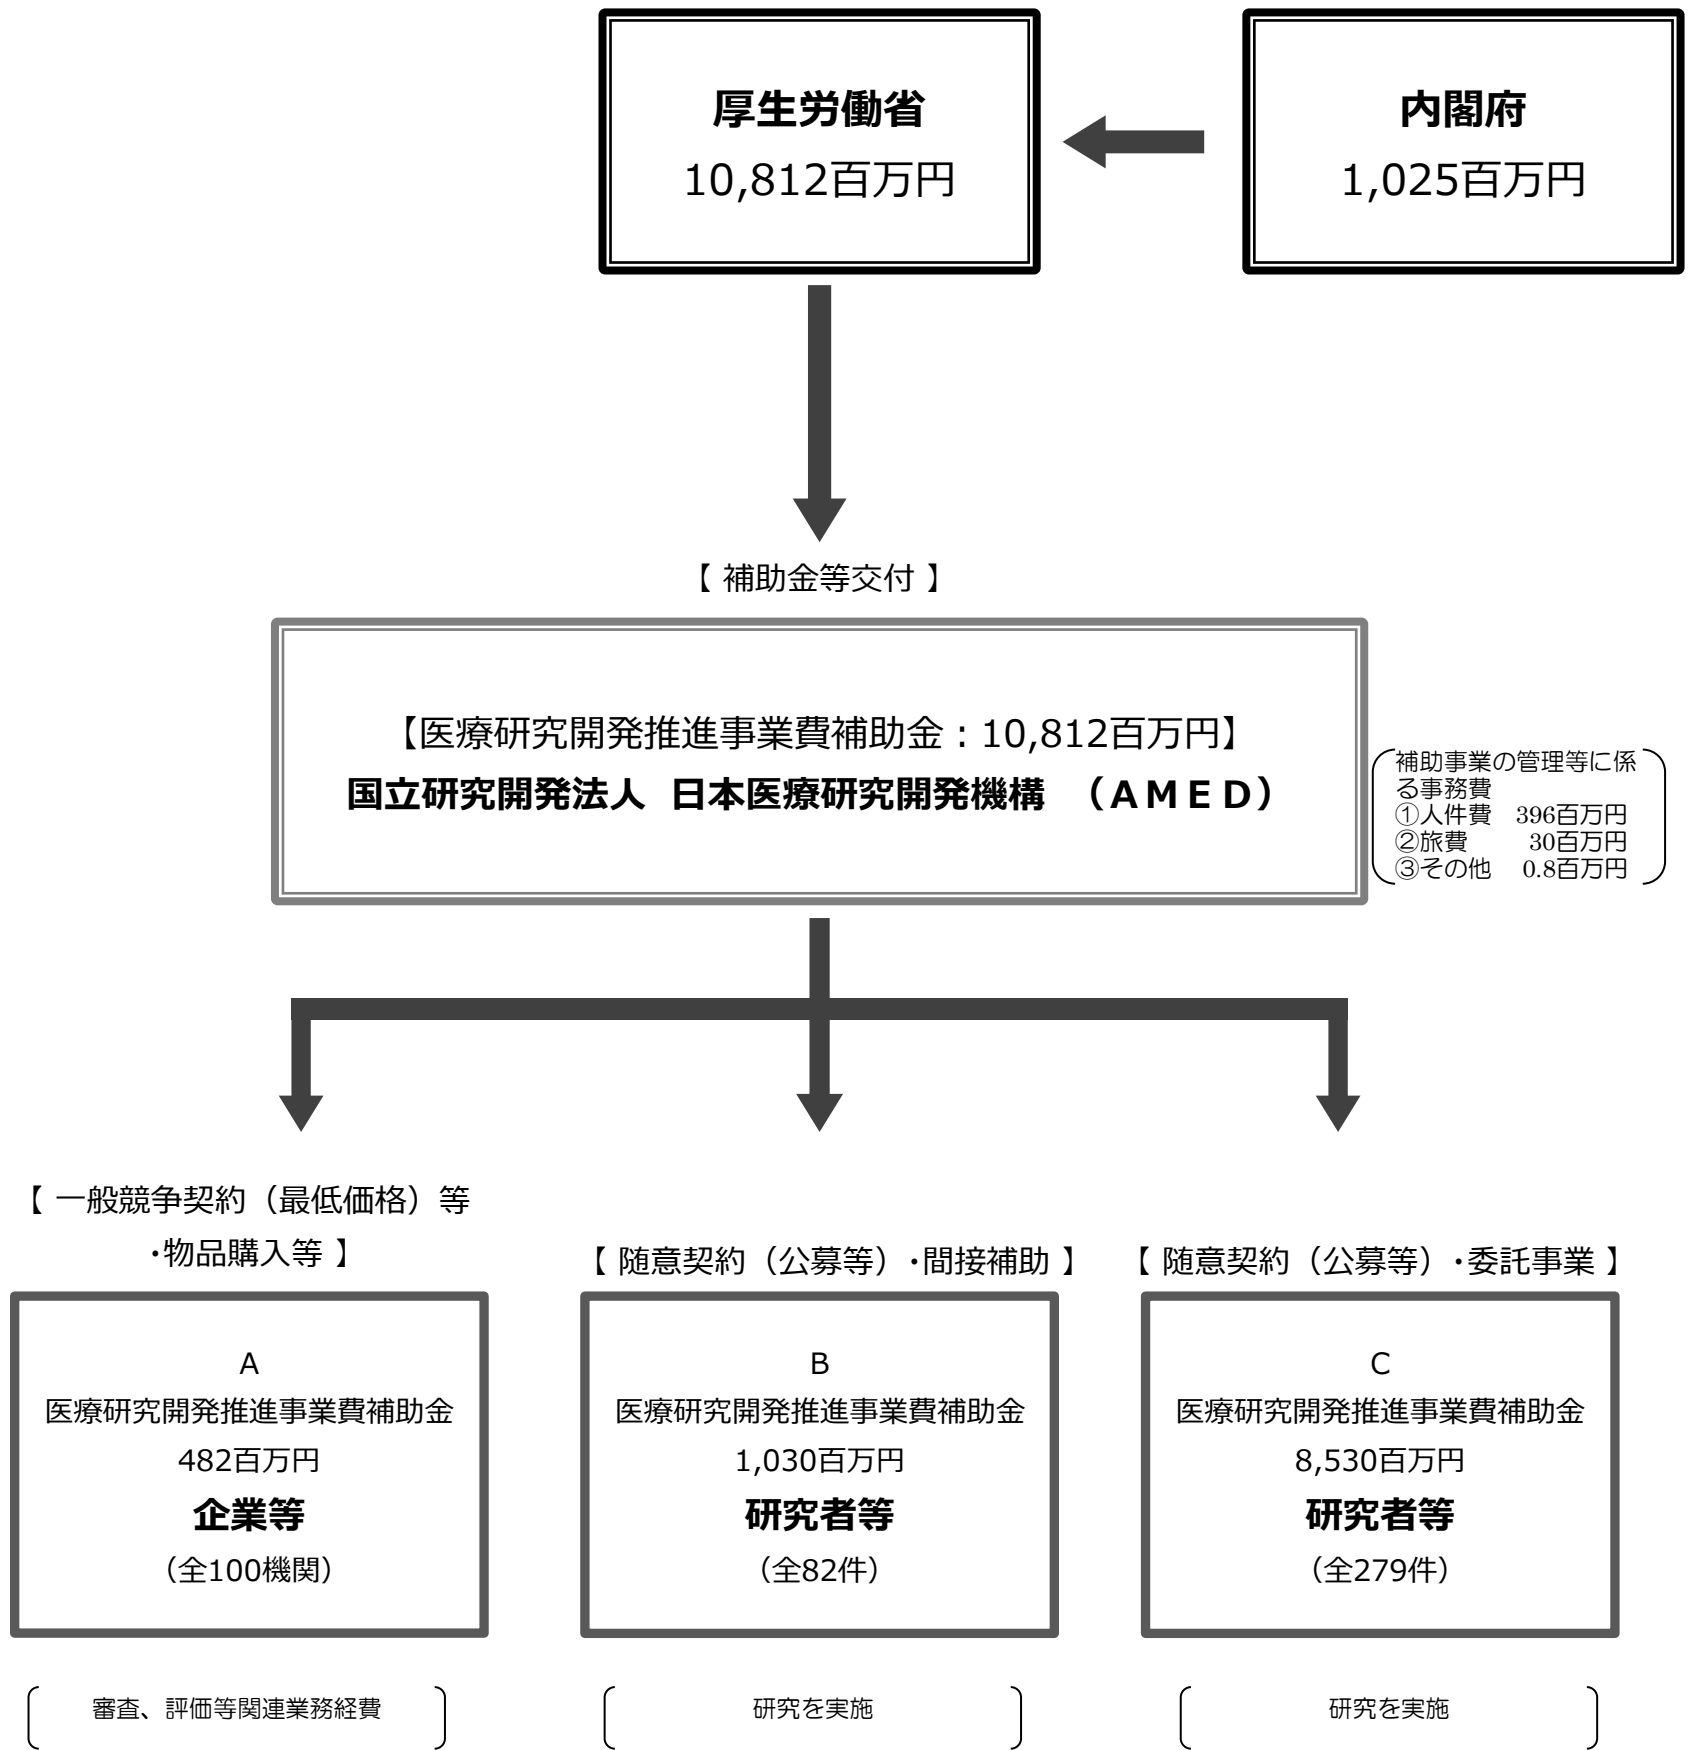 厚生労働省
10,812百万円
内閣府
1,025百万円
【 補助金等交付 】
【医療研究開発推進事業費補助金：10,812百万円】
国立研究開発法人 日本医療研究開発機構 （ＡＭＥＤ）
補助事業の管理等に係
る事務費
①人件費 396百万円
②旅費 30百万円
③その他 0.8百万円
【 一般競争契約（最低価格）等
・物品購入等 】
A
医療研究開発推進事業費補助金
482百万円
企業等
（全100機関）
審査、評価等関連業務経費
【 随意契約（公募等）・間接補助 】
B
医療研究開発推進事業費補助金
1,030百万円
研究者等
（全82件）
研究を実施
【 随意契約（公募等）・委託事業 】
C
医療研究開発推進事業費補助金
8,530百万円
研究者等
（全279件）
研究を実施